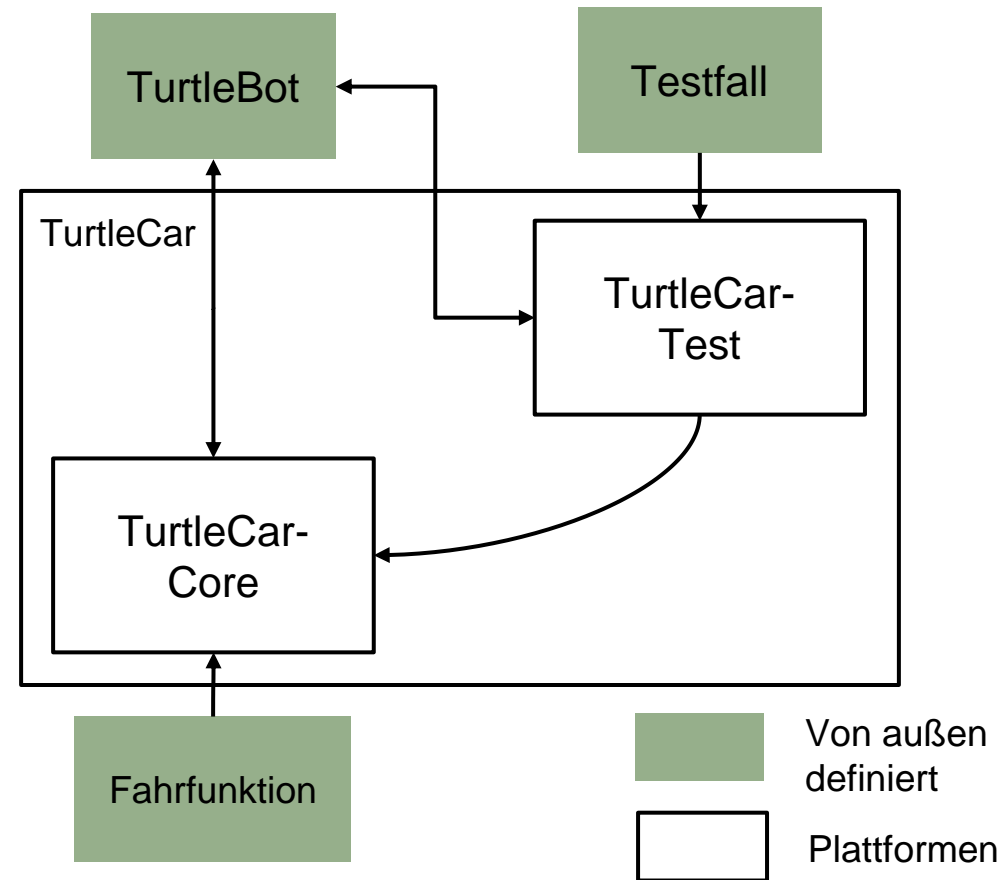 TurtleBot
Testfall
TurtleCar
TurtleCar-
Test
TurtleCar-
Core
Fahrfunktion
Von außen
definiert
Plattformen